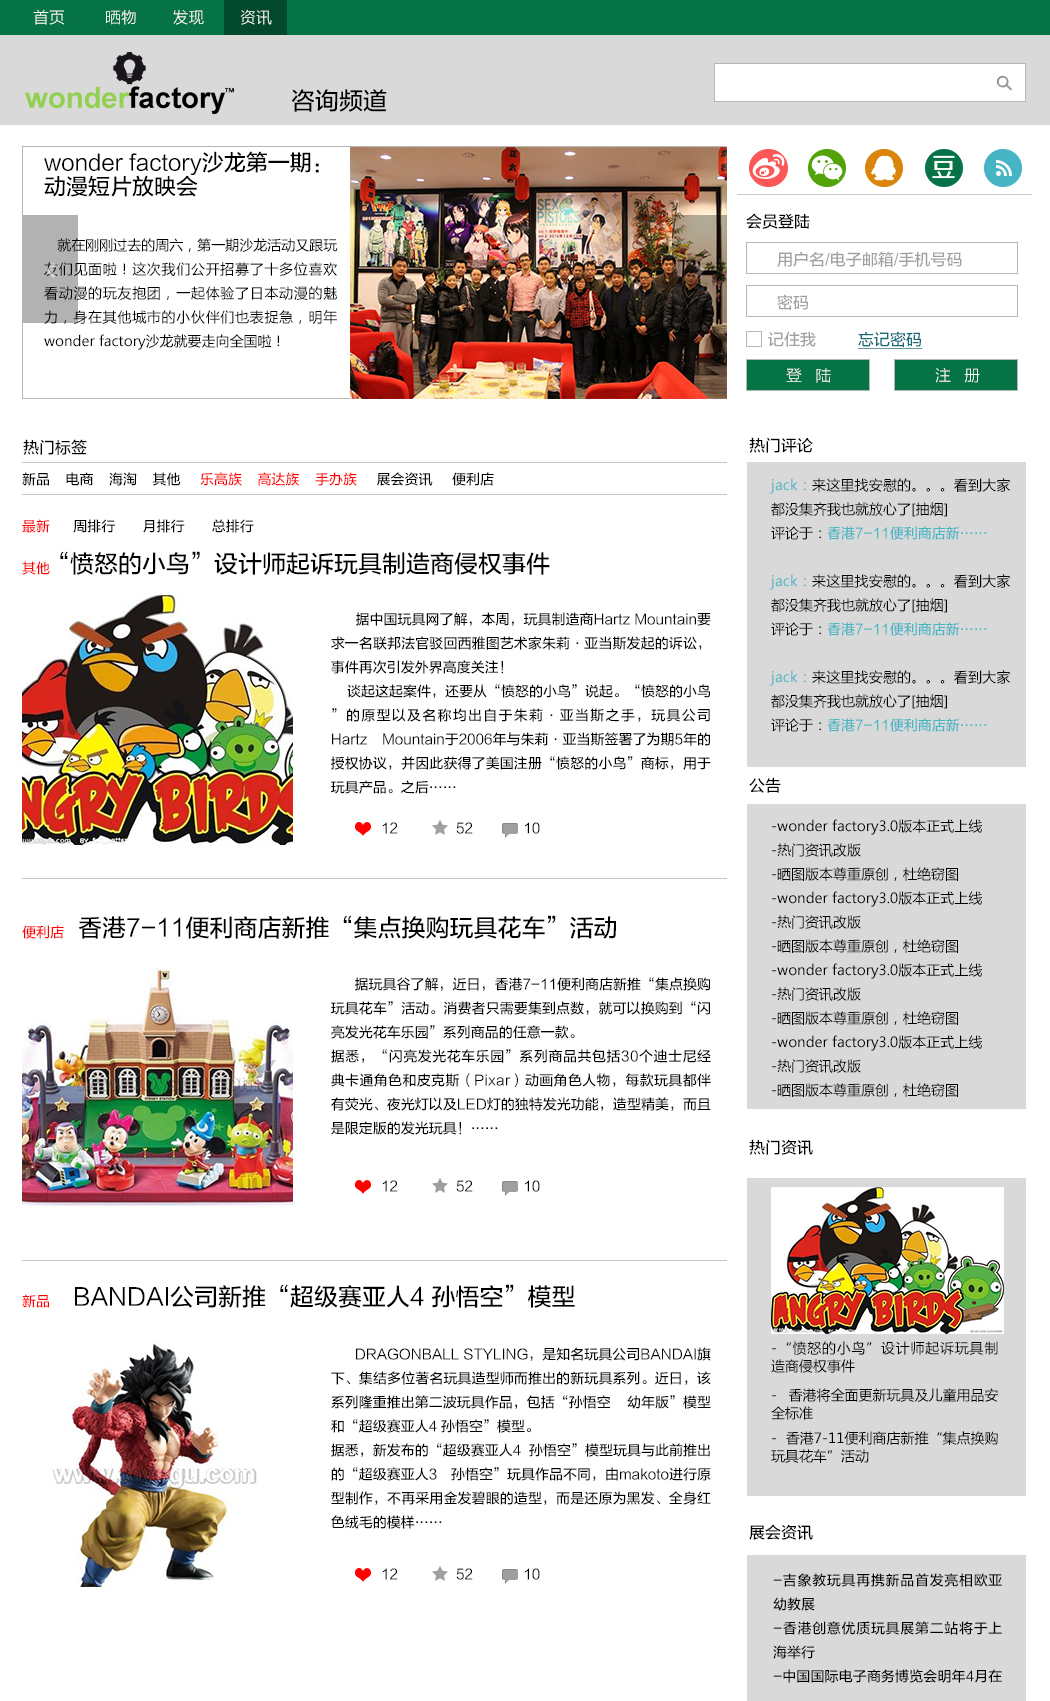 首页 晒物 发现 资讯
wonderfactory™ 咨询频道
wonder factory沙龙第一期：
动漫短片放映会
就在刚刚过去的周六，第一期沙龙活动又跟玩
友们见面啦！这次我们公开招募了十多位喜欢
看动漫的玩友抱团，一起体验了日本动漫的魅
力，身在其他城市的小伙伴们也表捉急，明年
wonder factory沙龙就要走向全国啦！
SEX
PISTOLS
豆
会员登陆
用户名/电子邮箱/手机号码
密码
记住我 忘记密码
登 陆 注 册
热门标签
新品 电商 海淘 其他 乐高族 高达族 手办族 展会资讯 便利店
最新 周排行 月排行 总排行
其他 “愤怒的小鸟”设计师起诉玩具制造商侵权事件
ANGRY BIRDS
据中国玩具网了解，本周，玩具制造商Hartz Mountain要
求一名联邦法官驳回西雅图艺术家朱莉·亚当斯发起的诉讼，
事件再次引发外界高度关注！
谈起这起案件，还要从“愤怒的小鸟”说起。“愤怒的小鸟
”的原型以及名称均出自于朱莉·亚当斯之手，玩具公司
Hartz Mountain于2006年与朱莉·亚当斯签署了为期5年的
授权协议，并因此获得了美国注册“愤怒的小鸟”商标，用于
玩具产品。之后……
12 52 10
便利店 香港7-11便利商店新推“集点换购玩具花车”活动
据玩具谷了解，近日，香港7-11便利商店新推“集点换购
玩具花车”活动。消费者只需要集到点数，就可以换购到“闪
亮发光花车乐园”系列商品的任意一款。
据悉，“闪亮发光花车乐园”系列商品共包括30个迪士尼经
典卡通角色和皮克斯（Pixar）动画角色人物，每款玩具都伴
有荧光、夜光灯以及LED灯的独特发光功能，造型精美，而且
是限定版的发光玩具！……
12 52 10
新品 BANDAI公司新推“超级赛亚人4 孙悟空”模型
DRAGONBALL STYLING，是知名玩具公司BANDAI旗
下、集结多位著名玩具造型师而推出的新玩具系列。近日，该
系列隆重推出第二波玩具作品，包括“孙悟空 幼年版”模型
和“超级赛亚人4 孙悟空”模型。
据悉，新发布的“超级赛亚人4 孙悟空”模型玩具与此前推出
的“超级赛亚人3 孙悟空”玩具作品不同，由makoto进行原
型制作，不再采用金发碧眼的造型，而是还原为黑发、全身红
色绒毛的模样……
12 52 10
热门评论
jack：来这里找安慰的。。。看到大家
都没集齐我也就放心了[抽烟]
评论于：香港7-11便利商店新……
jack：来这里找安慰的。。。看到大家
都没集齐我也就放心了[抽烟]
评论于：香港7-11便利商店新……
jack：来这里找安慰的。。。看到大家
都没集齐我也就放心了[抽烟]
评论于：香港7-11便利商店新……
公告
-wonder factory3.0版本正式上线
-热门资讯改版
-晒图版本尊重原创，杜绝窃图
-wonder factory3.0版本正式上线
-热门资讯改版
-晒图版本尊重原创，杜绝窃图
-wonder factory3.0版本正式上线
-热门资讯改版
-晒图版本尊重原创，杜绝窃图
-wonder factory3.0版本正式上线
-热门资讯改版
-晒图版本尊重原创，杜绝窃图
热门资讯
ANGRY BIRDS
-“愤怒的小鸟”设计师起诉玩具制
造商侵权事件
- 香港将全面更新玩具及儿童用品安
全标准
- 香港7-11便利商店新推“集点换购
玩具花车”活动
展会资讯
-吉象教玩具再携新品首发亮相欧亚
幼教展
-香港创意优质玩具展第二站将于上
海举行
-中国国际电子商务博览会明年4月在